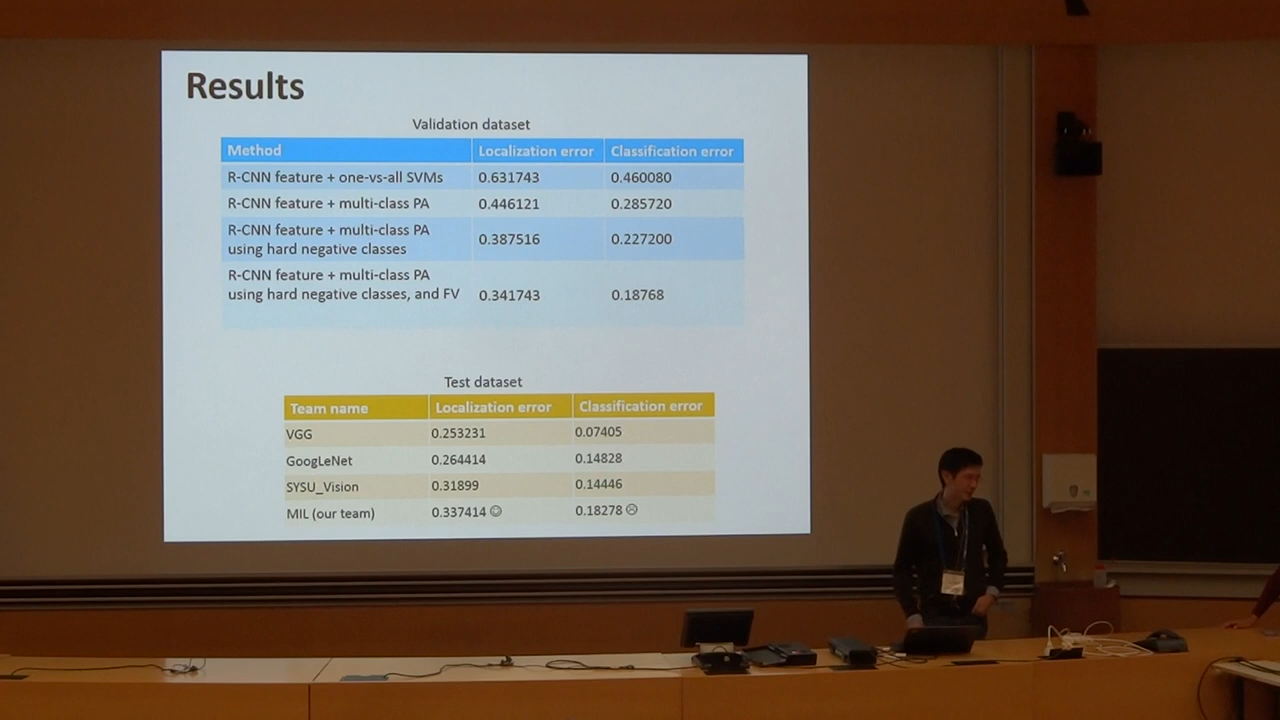 Results
Validation dataset
Method Localization error Classification error
R-CNN feature + one-vs-all SVMs 0.631743 0.460080
R-CNN feature + multi-class PA 0.446121 0.285720
R-CNN feature + multi-class PA
using hard negative classes 0.387516 0.227200
R-CNN feature + multi-class PA
using hard negative classes, and FV 0.341743 0.18768
Test dataset
Team name Localization error Classification error
VGG 0.253231 0.07405
GoogLeNet 0.264414 0.14828
SYSU_Vision 0.31899 0.14446
MIL (our team) 0.337414 ☺ 0.18278 ☹